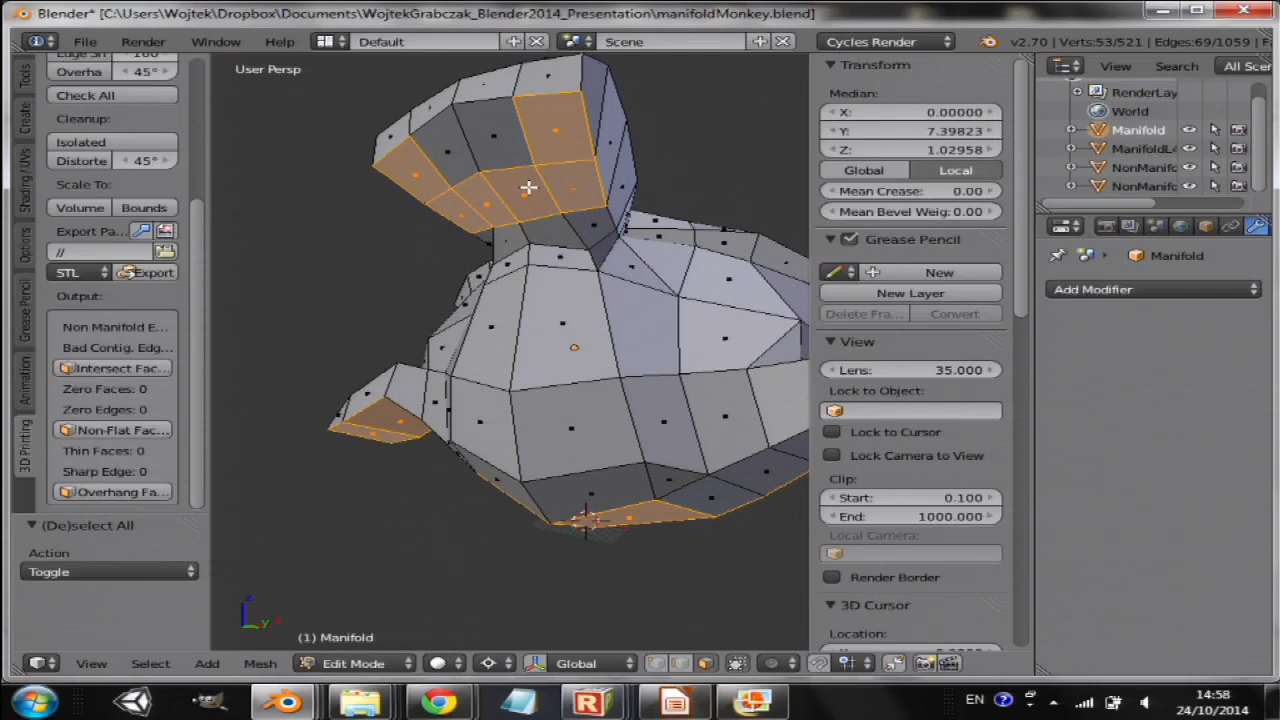 Blender* [C:\Users\Wojtek\Dropbox\Documents\WojtekGrabczak_Blender2014_Presentation\manifoldMonkey.blend]
File Render Window Help Default Scene Cycles Render v2.70 | Verts:53/521 | Edges:69/1059 | Fa
User Persp
Tools
Create
Shading / UVs
Options
Grease Pencil
Animation
3D Printing
Edge Sh 160
Overha 45°
Check All
Cleanup:
Isolated
Distorte 45°
Scale To:
Volume Bounds
Export Pa...
//
STL Export
Output:
Non Manifold E...
Bad Contig. Edg...
Intersect Fac...
Zero Faces: 0
Zero Edges: 0
Non-Flat Fac...
Thin Faces: 0
Sharp Edge: 0
Overhang Fa...
(De)select All
Action
Toggle
(1) Manifold
View Select Add Mesh Edit Mode Global
Transform
Median:
X: 0.00000
Y: 7.39823
Z: 1.02958
Global Local
Mean Crease: 0.00
Mean Bevel Weig: 0.00
Grease Pencil
New
New Layer
Delete Fra... Convert
View
Lens: 35.000
Lock to Object:
Lock to Cursor
Lock Camera to View
Clip:
Start: 0.100
End: 1000.000
Local Camera:
Render Border
3D Cursor
Location:
View Search All Sce
RenderLay
World
Manifold
ManifoldL
NonManifo
NonManifo
Manifold
Add Modifier
EN 14:58
24/10/2014